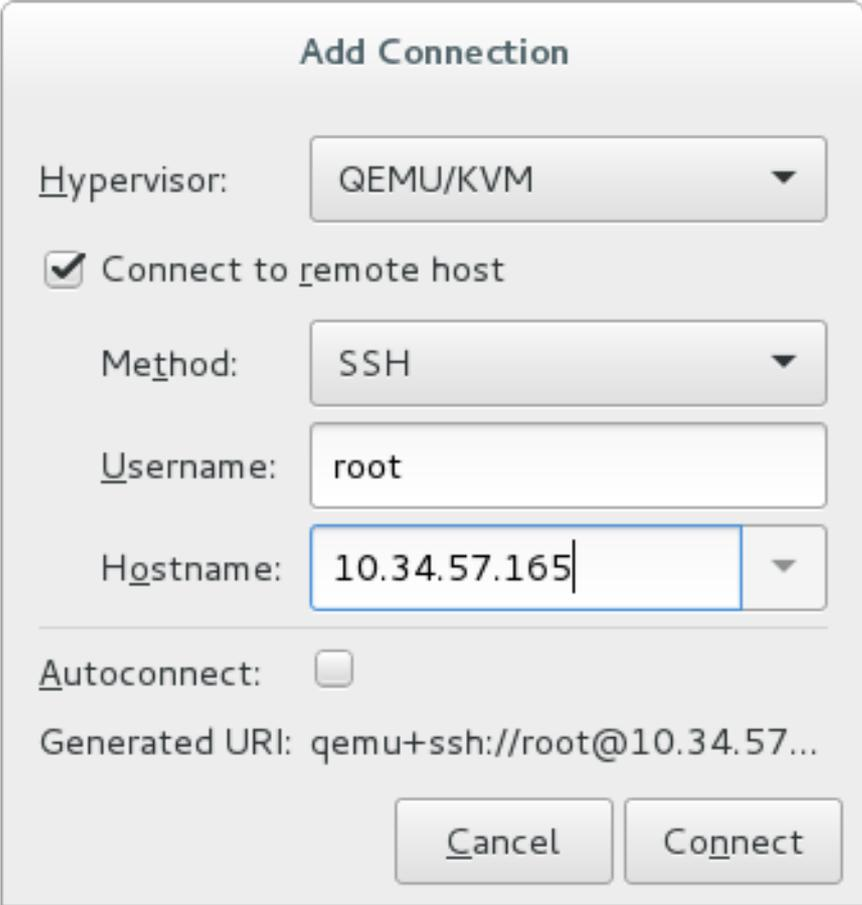 Add Connection
Hypervisor: QEMU/KVM
Connect to remote host
Method: SSH
Username: root
Hostname: 10.34.57.165
Autoconnect:
Generated URI: qemu+ssh://root@10.34.57...
Cancel Connect